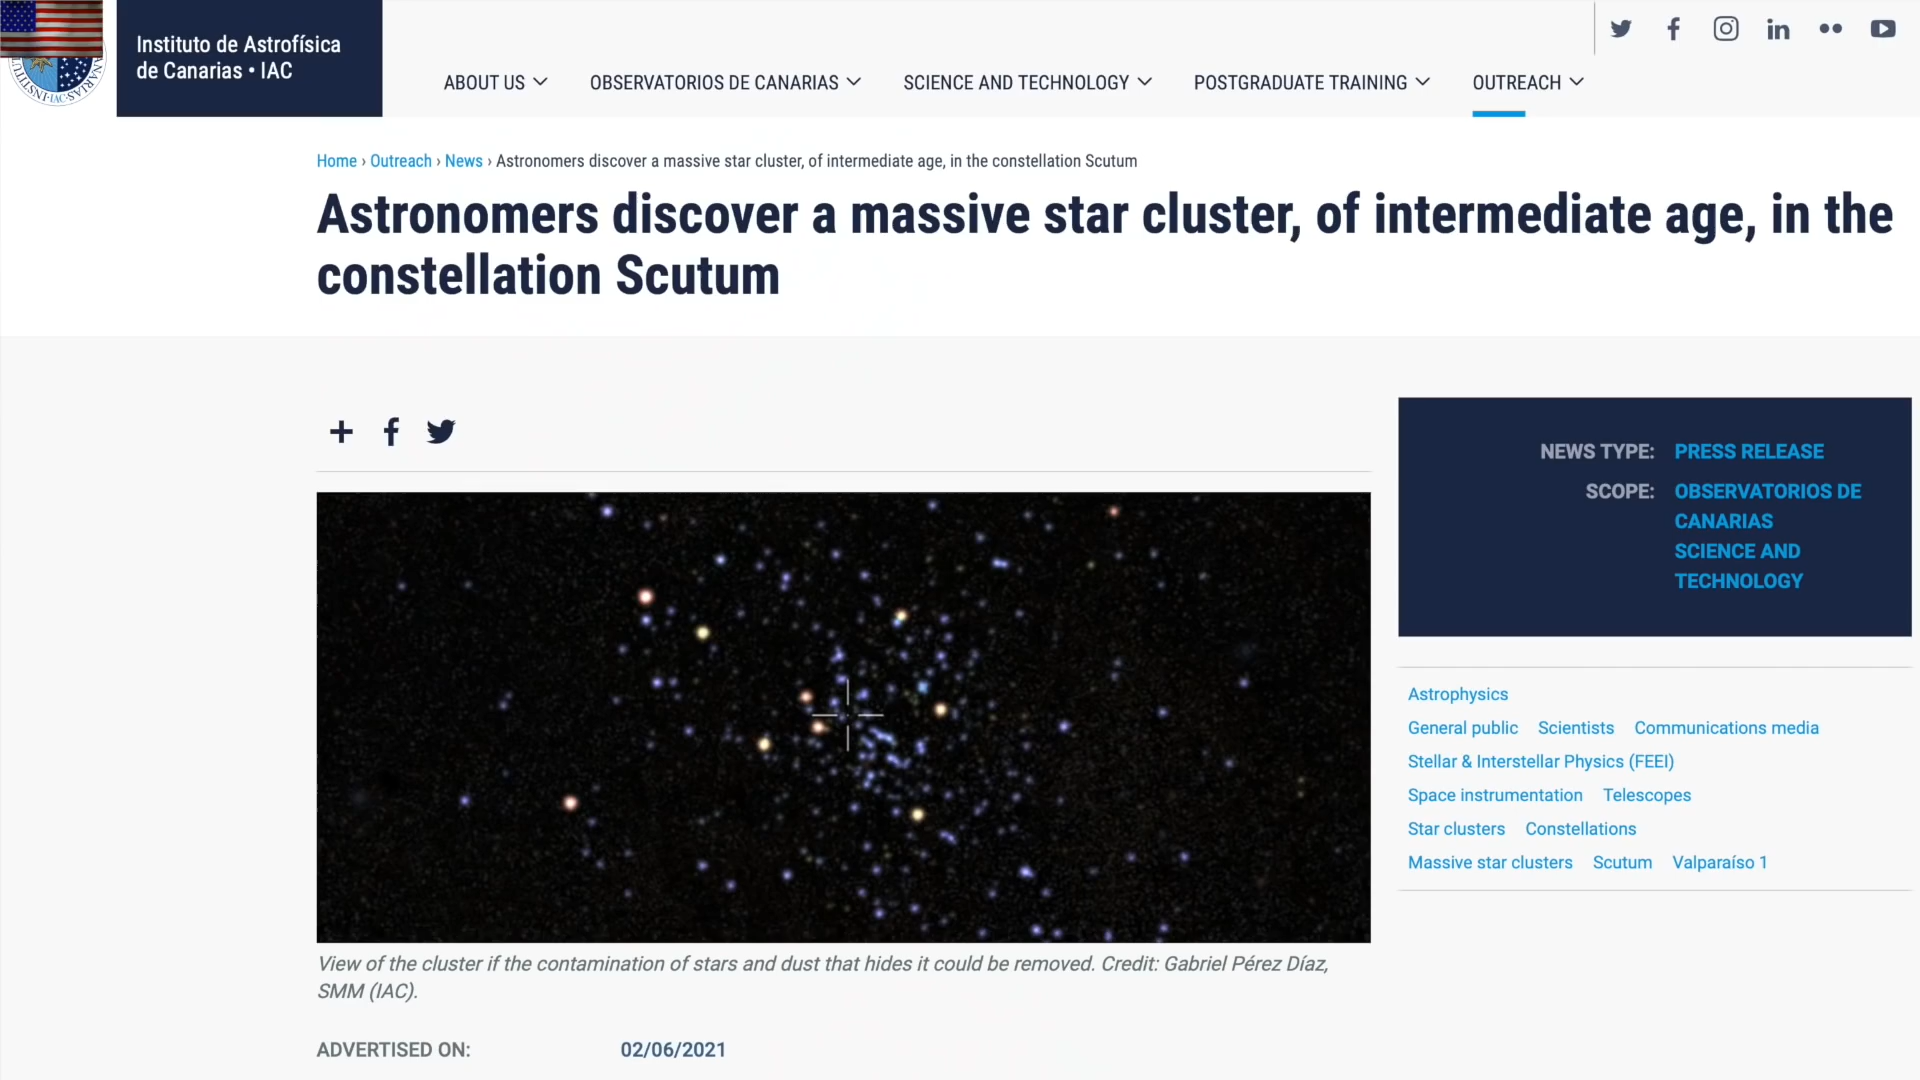 Instituto de Astrofísica
de Canarias • IAC
ABOUT US
OBSERVATORIOS DE CANARIAS
SCIENCE AND TECHNOLOGY
POSTGRADUATE TRAINING
OUTREACH
Home › Outreach › News › Astronomers discover a massive star cluster, of intermediate age, in the constellation Scutum
Astronomers discover a massive star cluster, of intermediate age, in the
constellation Scutum
NEWS TYPE: PRESS RELEASE
SCOPE: OBSERVATORIOS DE
CANARIAS
SCIENCE AND
TECHNOLOGY
Astrophysics
General public Scientists Communications media
Stellar & Interstellar Physics (FEEI)
Space instrumentation Telescopes
Star clusters Constellations
Massive star clusters Scutum Valparaíso 1
View of the cluster if the contamination of stars and dust that hides it could be removed. Credit: Gabriel Pérez Díaz,
SMM (IAC).
ADVERTISED ON: 02/06/2021